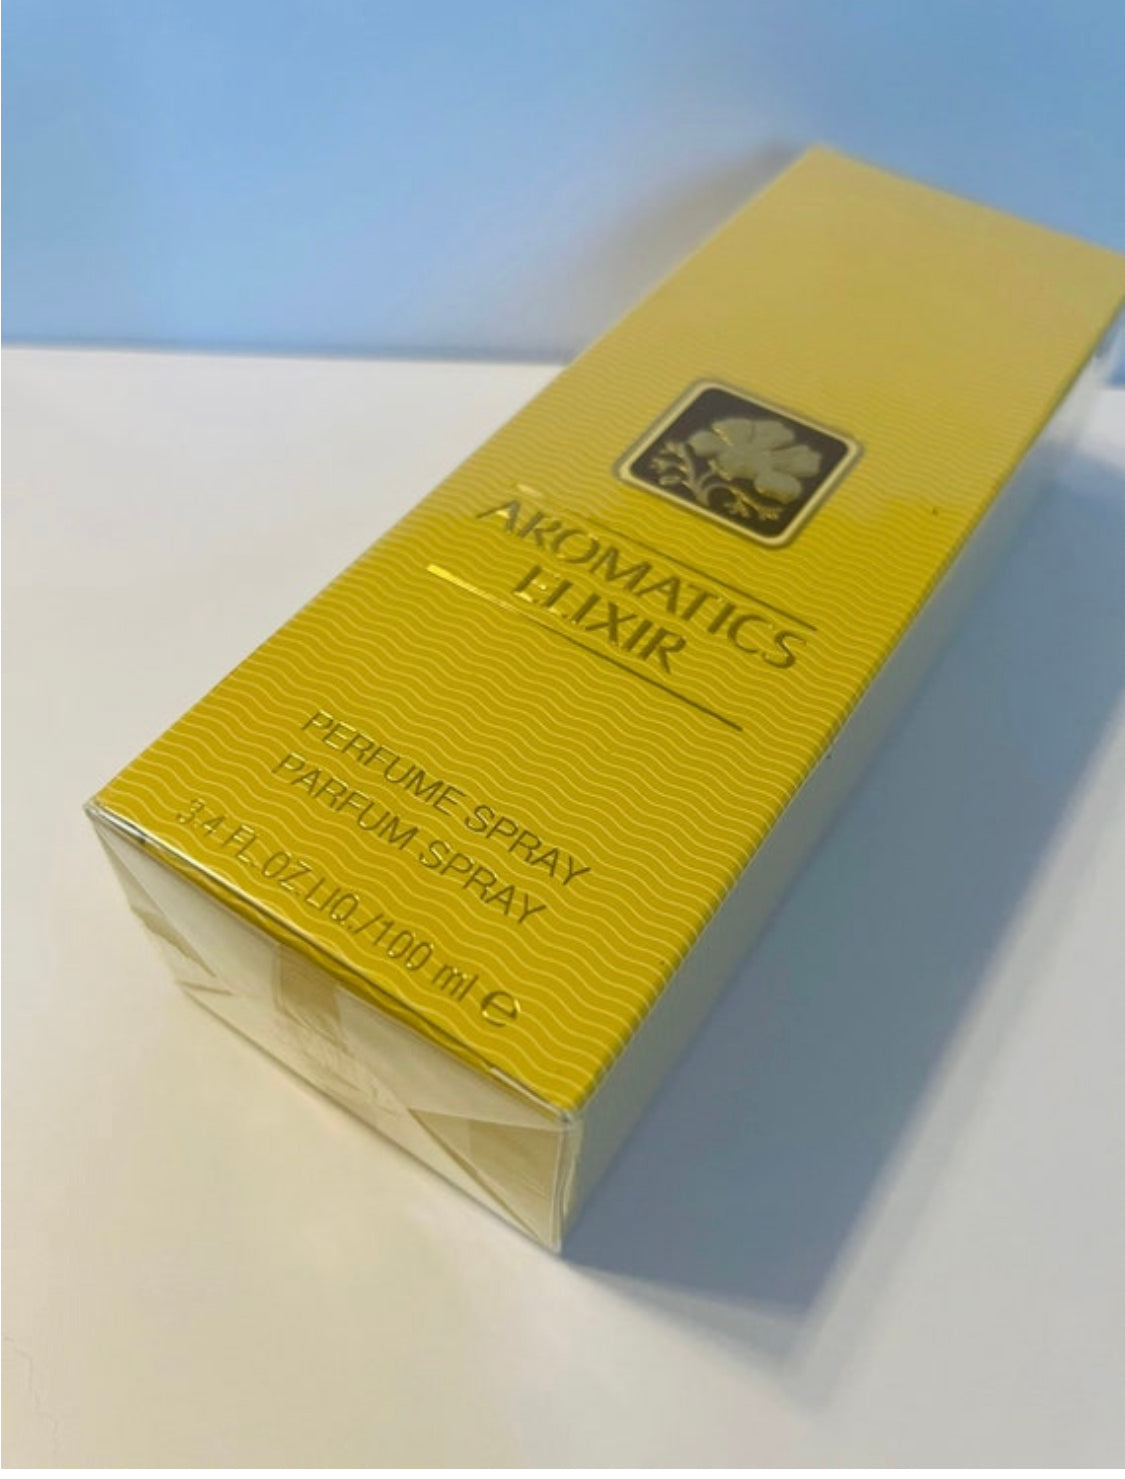 AROMATICS
ELIXIR
PERFUME SPRAY
PARFUM SPRAY
3.4 FL.OZ.LIQ./100 ml ℮